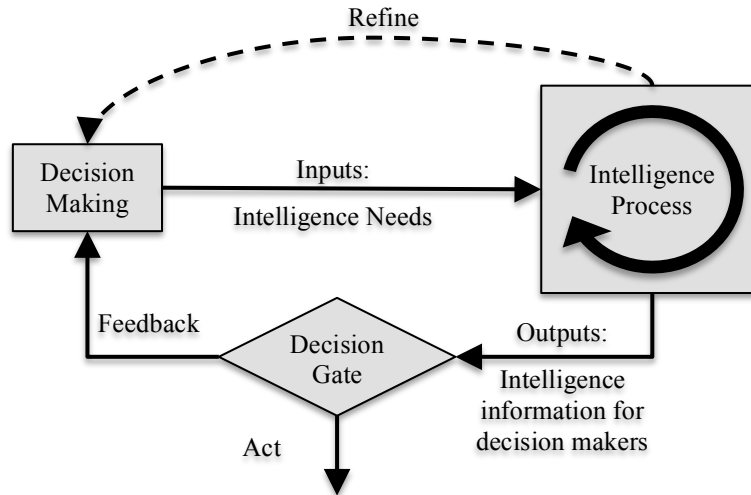 Refine
Decision
Making
Inputs:
Intelligence Needs
Intelligence
Process
Feedback
Decision
Gate
Outputs:
Intelligence
information for
decision makers
Act